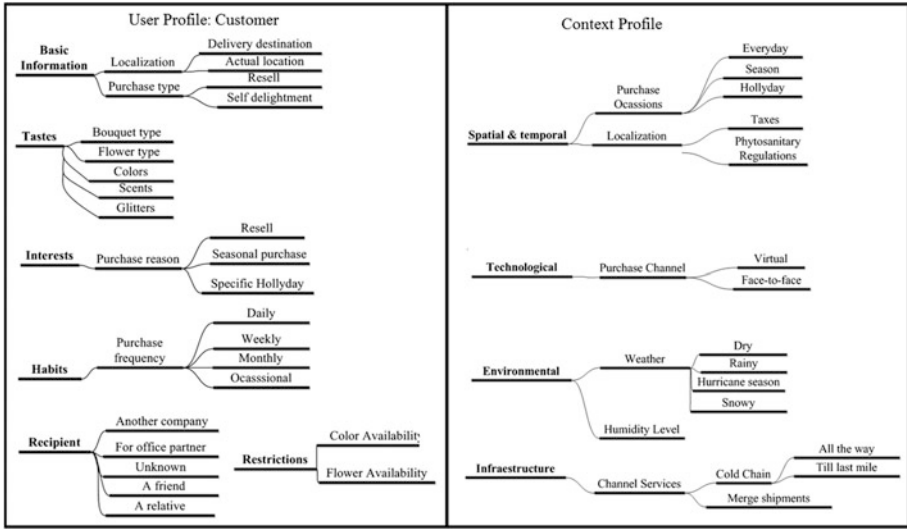 User Profile: Customer
Basic
Information
Localization
Delivery destination
Actual location
Purchase type
Resell
Self delightment
Tastes
Bouquet type
Flower type
Colors
Scents
Glitters
Interests
Purchase reason
Resell
Seasonal purchase
Specific Hollyday
Habits
Purchase
frequency
Daily
Weekly
Monthly
Ocasssional
Recipient
Another company
For office partner
Unknown
A friend
A relative
Restrictions
Color Availability
Flower Availability
Context Profile
Spatial & temporal
Purchase
Ocassions
Everyday
Season
Hollyday
Localization
Taxes
Phytosanitary
Regulations
Technological
Purchase Channel
Virtual
Face-to-face
Environmental
Weather
Dry
Rainy
Hurricane season
Snowy
Humidity Level
Infraestructure
Channel Services
Cold Chain
All the way
Till last mile
Merge shipments